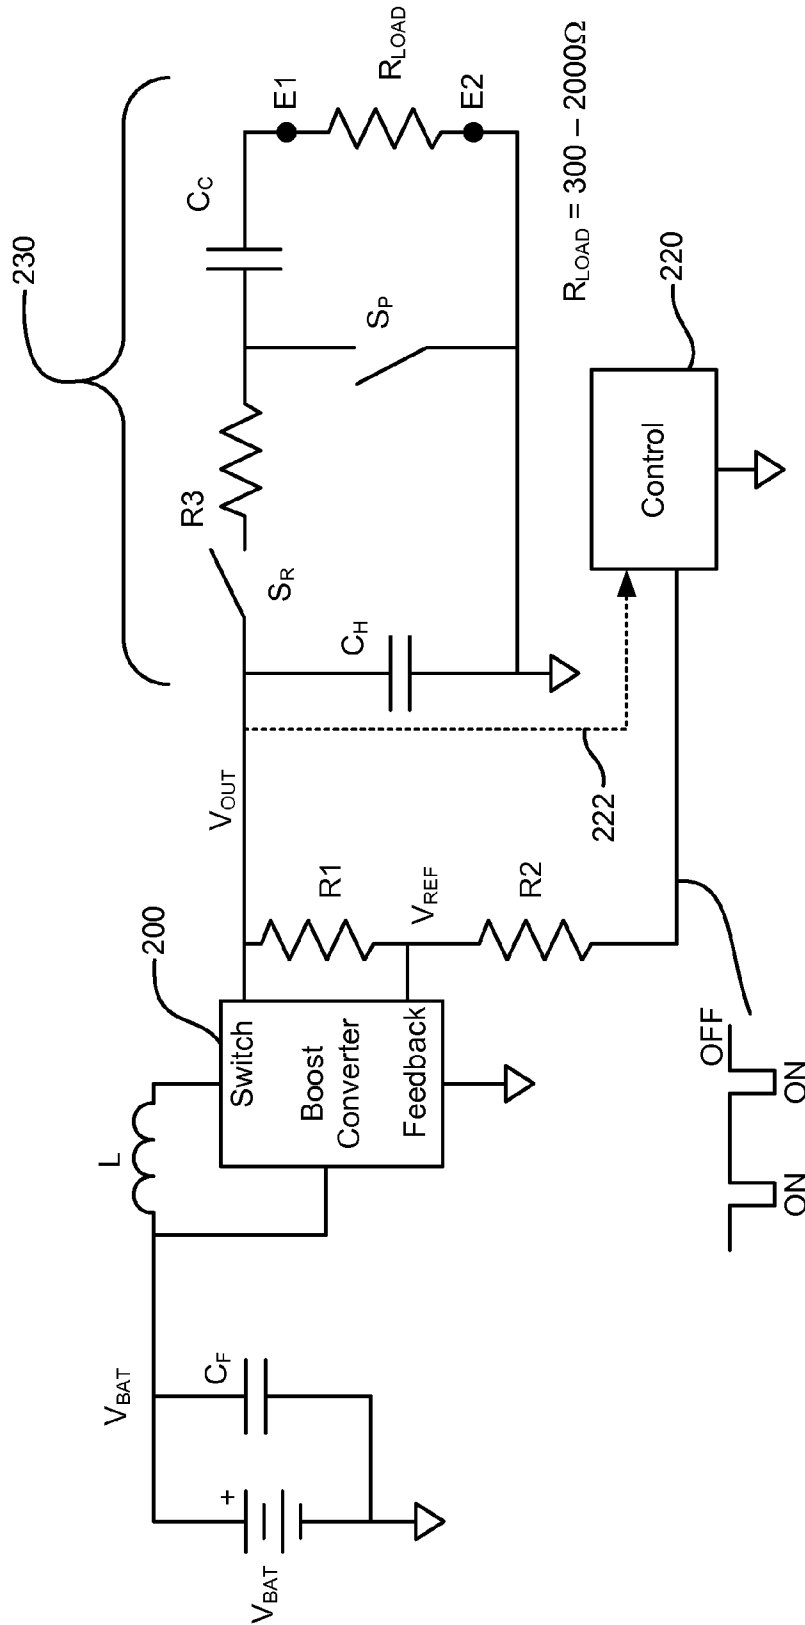 230
C_C
E1
R_LOAD
E2
R3
S_R
S_P
C_H
R_LOAD = 300 – 2000Ω
V_OUT
222
220
Control
200
R1
V_REF
R2
L
Switch
Boost
Converter
Feedback
V_BAT
C_F
+
V_BAT
OFF
ON
ON